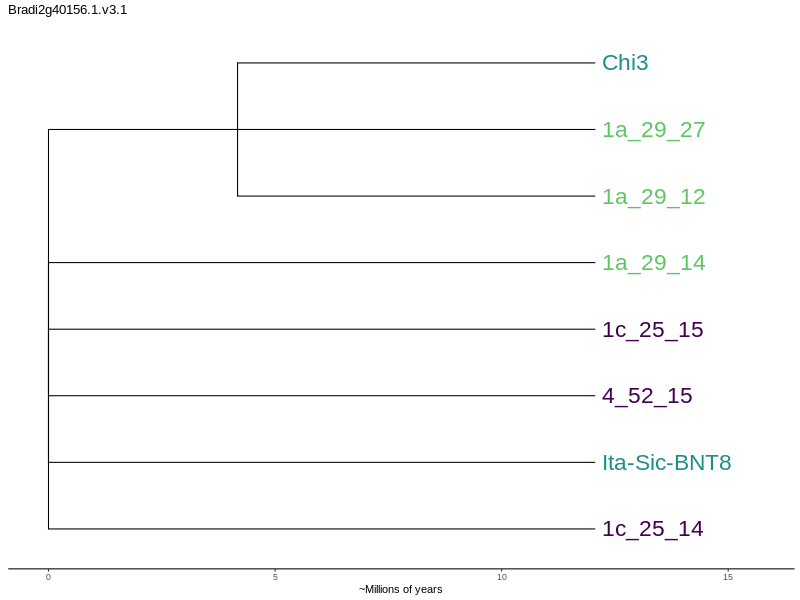 Bradi2g40156.1.v3.1
Chi3
1a_29_27
1a_29_12
1a_29_14
1c_25_15
4_52_15
Ita-Sic-BNT8
1c_25_14
0 5 10 15
~Millions of years